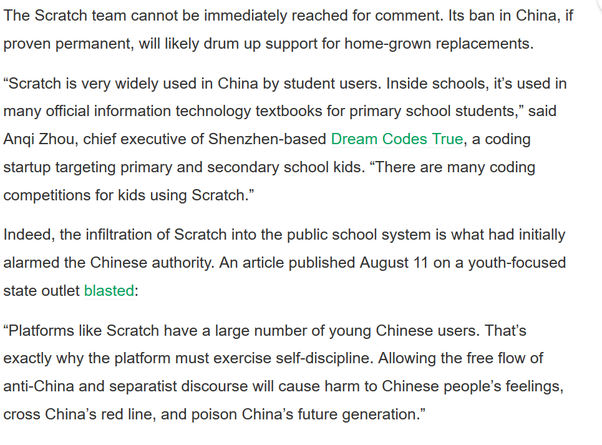 The Scratch team cannot be immediately reached for comment. Its ban in China, if
proven permanent, will likely drum up support for home-grown replacements.
“Scratch is very widely used in China by student users. Inside schools, it’s used in
many official information technology textbooks for primary school students,” said
Anqi Zhou, chief executive of Shenzhen-based Dream Codes True, a coding
startup targeting primary and secondary school kids. “There are many coding
competitions for kids using Scratch.”
Indeed, the infiltration of Scratch into the public school system is what had initially
alarmed the Chinese authority. An article published August 11 on a youth-focused
state outlet blasted:
“Platforms like Scratch have a large number of young Chinese users. That’s
exactly why the platform must exercise self-discipline. Allowing the free flow of
anti-China and separatist discourse will cause harm to Chinese people’s feelings,
cross China’s red line, and poison China’s future generation.”